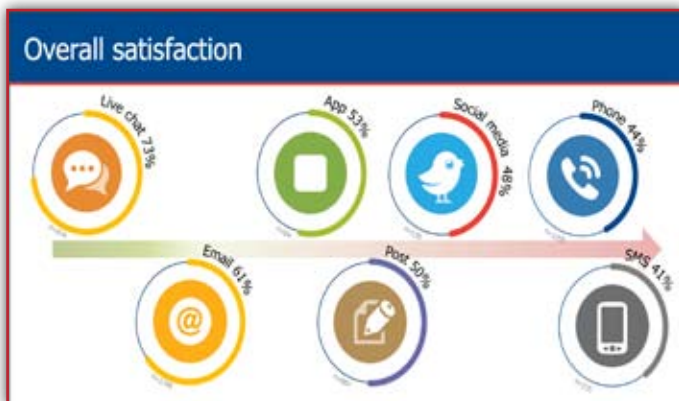 Overall satisfaction
Live chat 73%
App 53%
Social media 48%
Phone 44%
Email 61%
@
Post 50%
SMS 41%